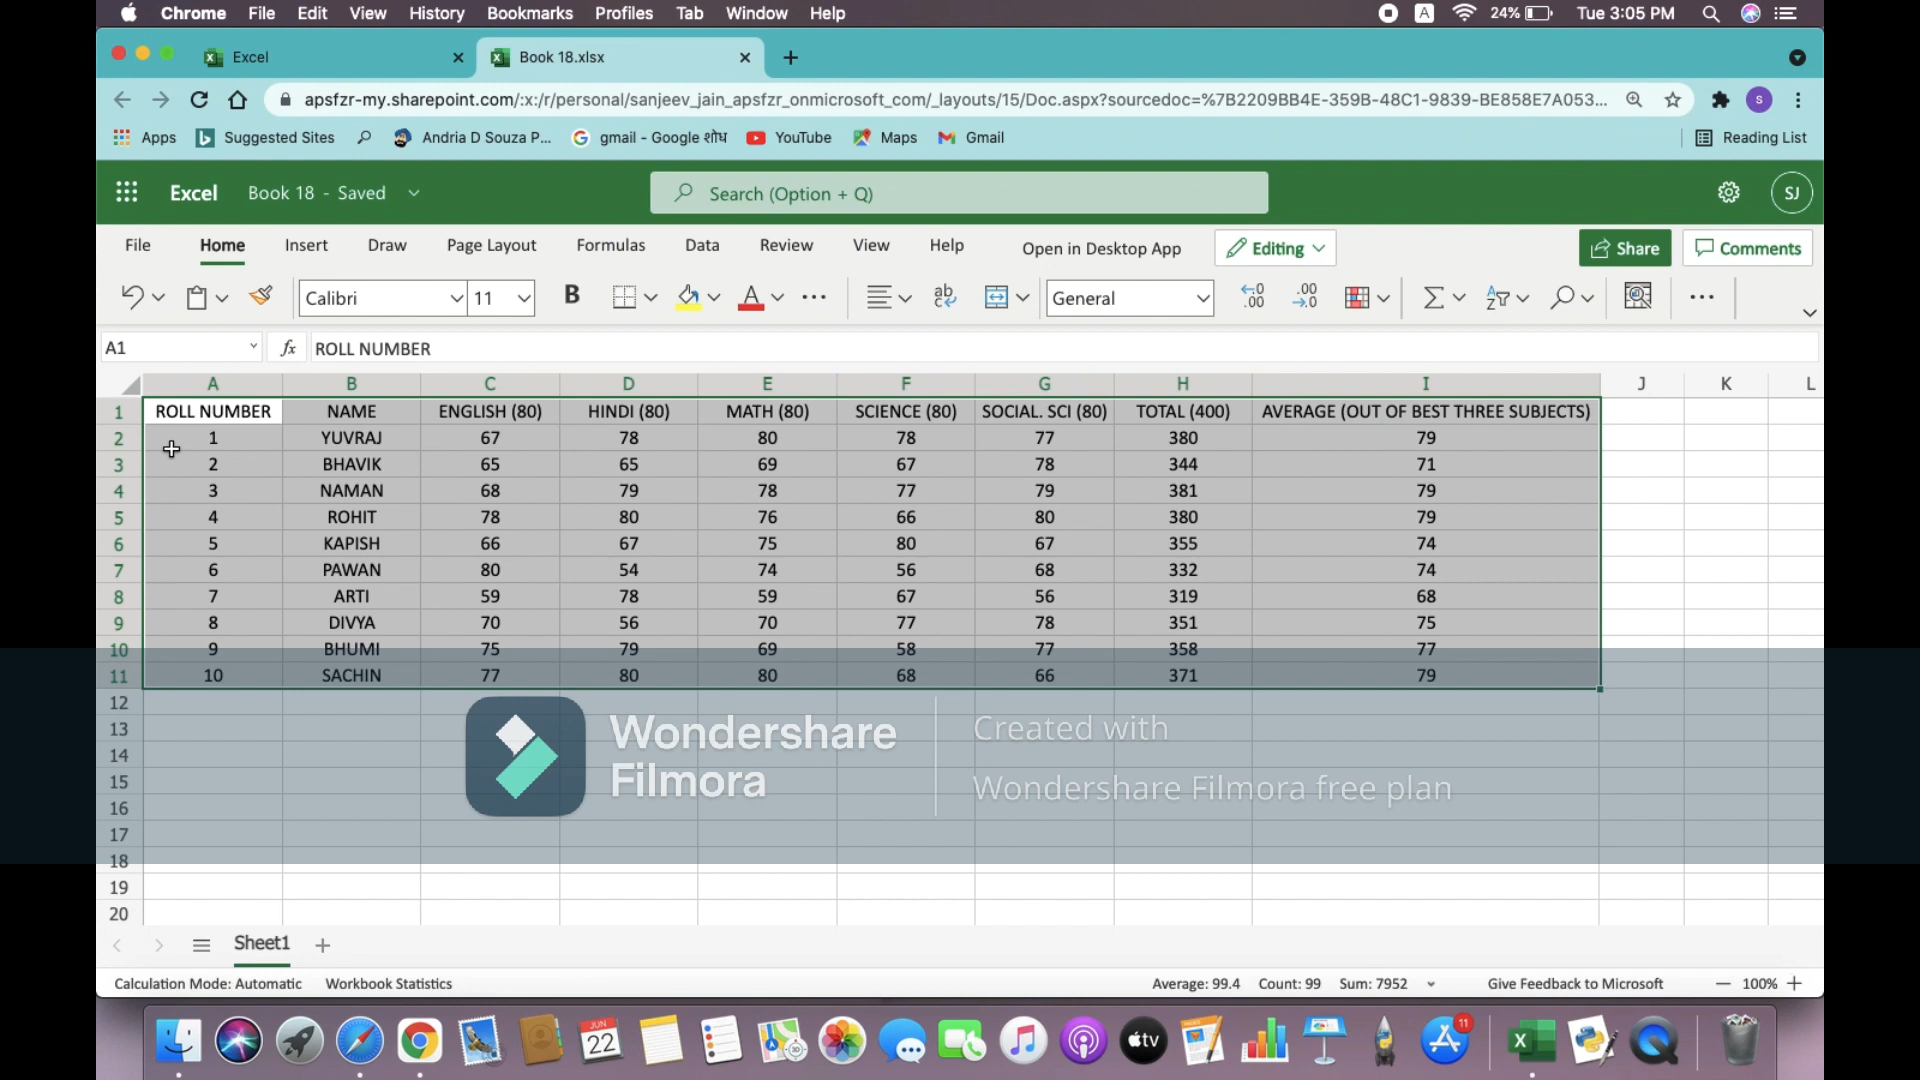 Chrome File Edit View History Bookmarks Profiles Tab Window Help A 24% Tue 3:05 PM
Excel Book 18.xlsx
apsfzr-my.sharepoint.com/:x:/r/personal/sanjeev_jain_apsfzr_onmicrosoft_com/_layouts/15/Doc.aspx?sourcedoc=%7B2209BB4E-359B-48C1-9839-BE858E7A053... s
Apps Suggested Sites Andria D Souza P... gmail - Google शोध YouTube Maps Gmail Reading List
Excel Book 18 - Saved Search (Option + Q) SJ
File Home Insert Draw Page Layout Formulas Data Review View Help Open in Desktop App Editing Share Comments
Calibri 11 B A ab c General .00 .0
A1 fx ROLL NUMBER
A B C D E F G H I J K L
1 ROLL NUMBER NAME ENGLISH (80) HINDI (80) MATH (80) SCIENCE (80) SOCIAL. SCI (80) TOTAL (400) AVERAGE (OUT OF BEST THREE SUBJECTS)
2 1 YUVRAJ 67 78 80 78 77 380 79
3 2 BHAVIK 65 65 69 67 78 344 71
4 3 NAMAN 68 79 78 77 79 381 79
5 4 ROHIT 78 80 76 66 80 380 79
6 5 KAPISH 66 67 75 80 67 355 74
7 6 PAWAN 80 54 74 56 68 332 74
8 7 ARTI 59 78 59 67 56 319 68
9 8 DIVYA 70 56 70 77 78 351 75
10 9 BHUMI 75 79 69 58 77 358 77
11 10 SACHIN 77 80 80 68 66 371 79
12
13
14
15
16
17
18
19
20
Wondershare Filmora
Created with
Wondershare Filmora free plan
Sheet1
Calculation Mode: Automatic Workbook Statistics Average: 99.4 Count: 99 Sum: 7952 Give Feedback to Microsoft 100%
JUN 22 tv 11